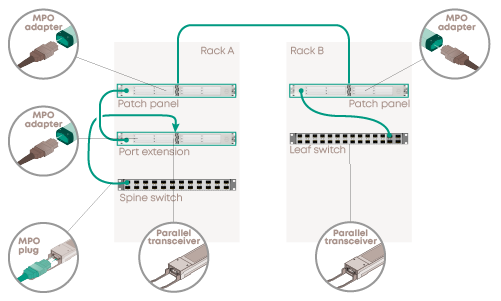 MPO
adapter
Rack A
Rack B
MPO
adapter
Patch panel
Patch panel
MPO
adapter
Port extension
Leaf switch
Spine switch
MPO
plug
Parallel
transceiver
Parallel
transceiver